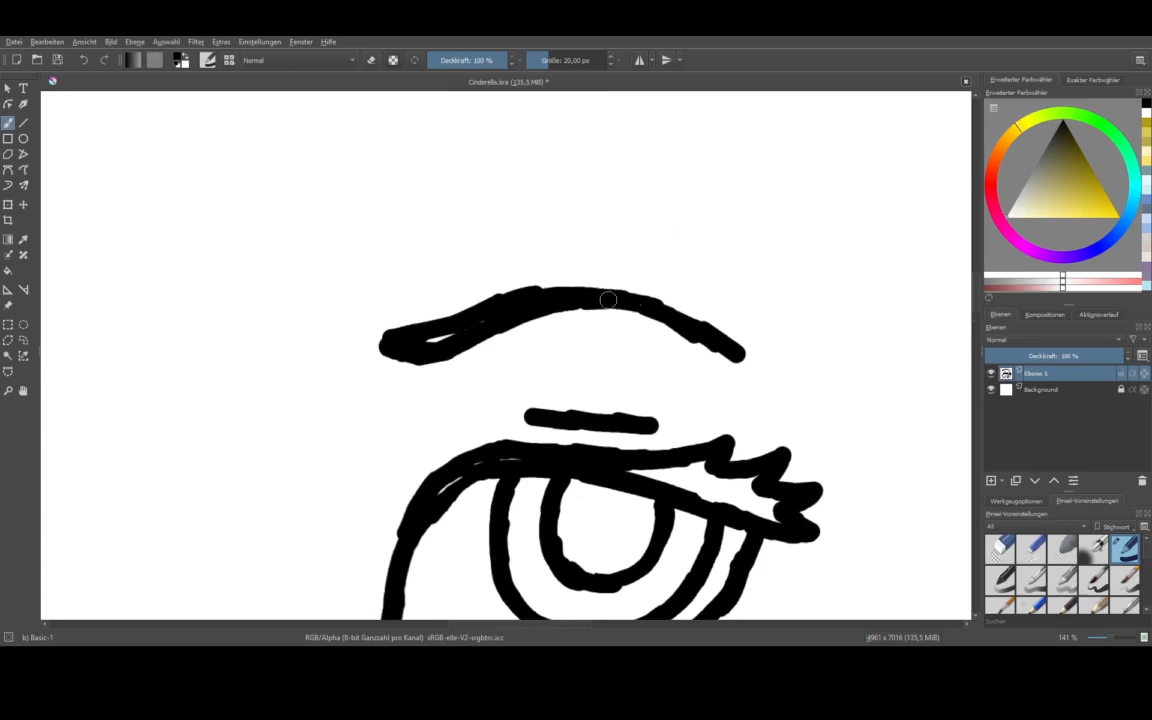 Datei Bearbeiten Ansicht Bild Ebene Auswahl Filter Extras Einstellungen Fenster Hilfe
Normal Deckkraft: 100 % Größe: 20,00 px
Cinderella.kra (135,5 MiB) *
Erweiterter Farbwähler Exakter Farbwähler
Erweiterter Farbwähler
Ebenen Kompositionen Aktionsverlauf
Ebenen
Normal
Deckkraft: 100 %
Ebene 1
Background
Werkzeugoptionen Pinsel-Voreinstellungen
Pinsel-Voreinstellungen
All Stichwort
Suchen
b) Basic-1 RGB/Alpha (8-bit Ganzzahl pro Kanal) sRGB-elle-V2-srgbtrc.icc 4961 x 7016 (135,5 MiB) 141 %